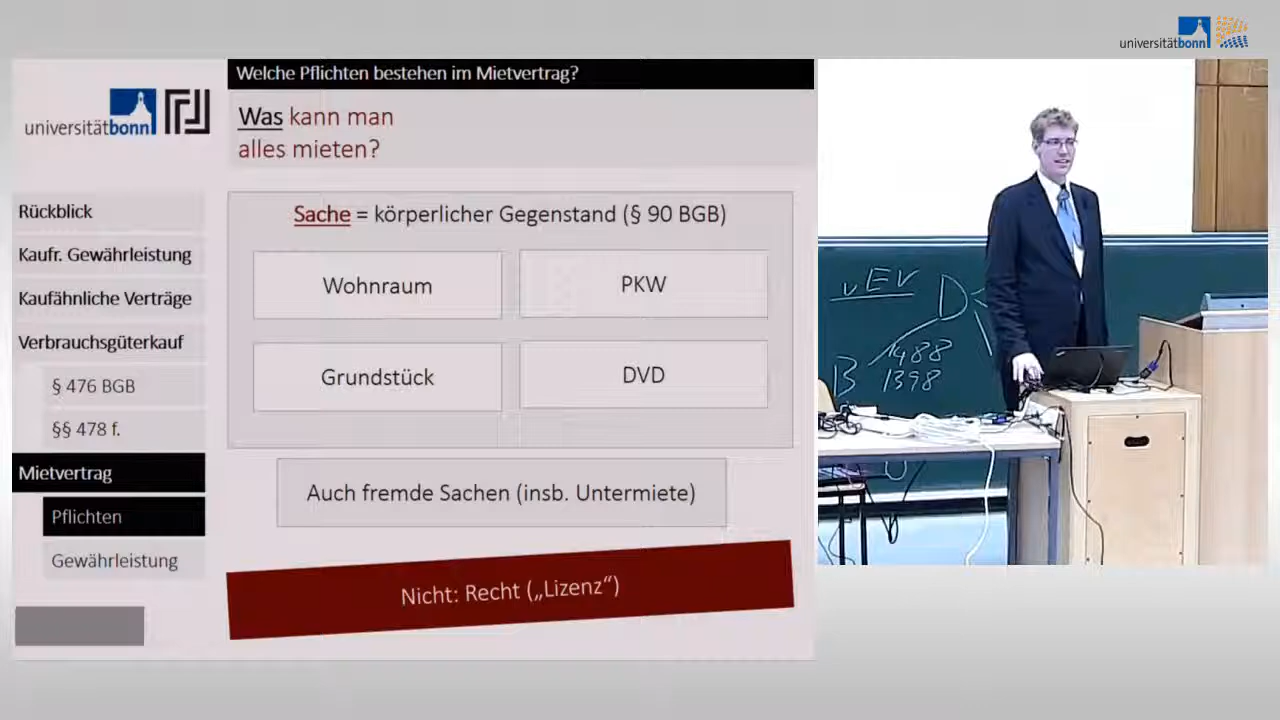 universitätbonn
Welche Pflichten bestehen im Mietvertrag?
universitätbonn
Was kann man
alles mieten?
Rückblick
Kaufr. Gewährleistung
Kaufähnliche Verträge
Verbrauchsgüterkauf
§ 476 BGB
§§ 478 f.
Mietvertrag
Pflichten
Gewährleistung
Sache = körperlicher Gegenstand (§ 90 BGB)
Wohnraum
PKW
Grundstück
DVD
Auch fremde Sachen (insb. Untermiete)
Nicht: Recht („Lizenz“)
vEV
D
1488
B
1398